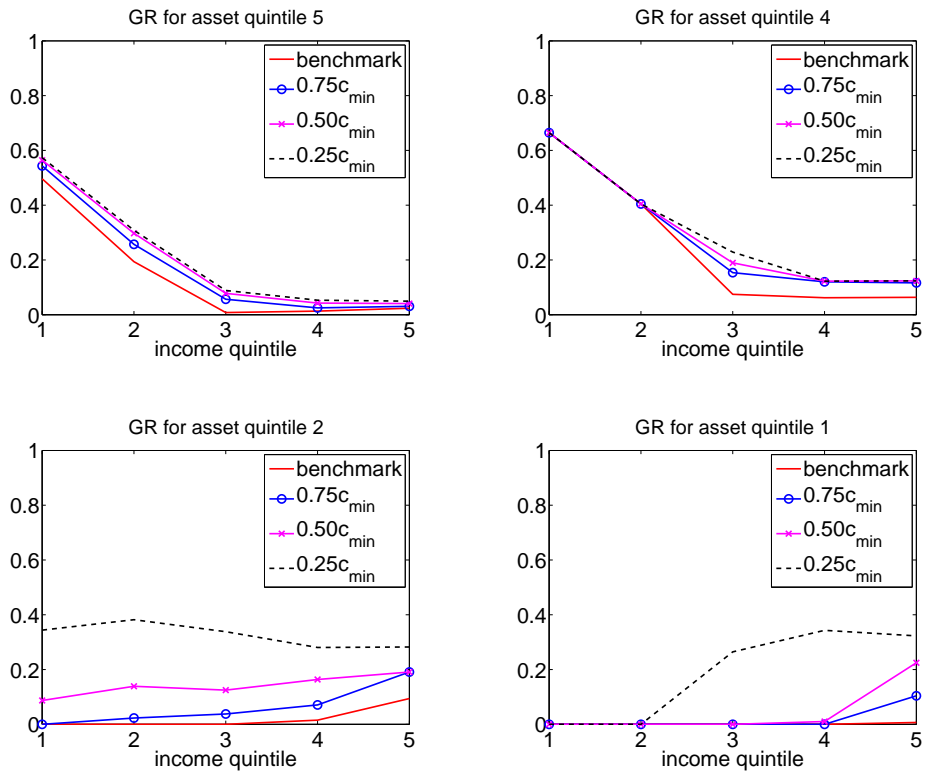 GR for asset quintile 5
1
0.8
0.6
0.4
0.2
0
benchmark
0.75c_min
0.50c_min
0.25c_min
1 2 3 4 5
income quintile
GR for asset quintile 4
1
0.8
0.6
0.4
0.2
0
benchmark
0.75c_min
0.50c_min
0.25c_min
1 2 3 4 5
income quintile
GR for asset quintile 2
1
0.8
0.6
0.4
0.2
0
benchmark
0.75c_min
0.50c_min
0.25c_min
1 2 3 4 5
income quintile
GR for asset quintile 1
1
0.8
0.6
0.4
0.2
0
benchmark
0.75c_min
0.50c_min
0.25c_min
1 2 3 4 5
income quintile